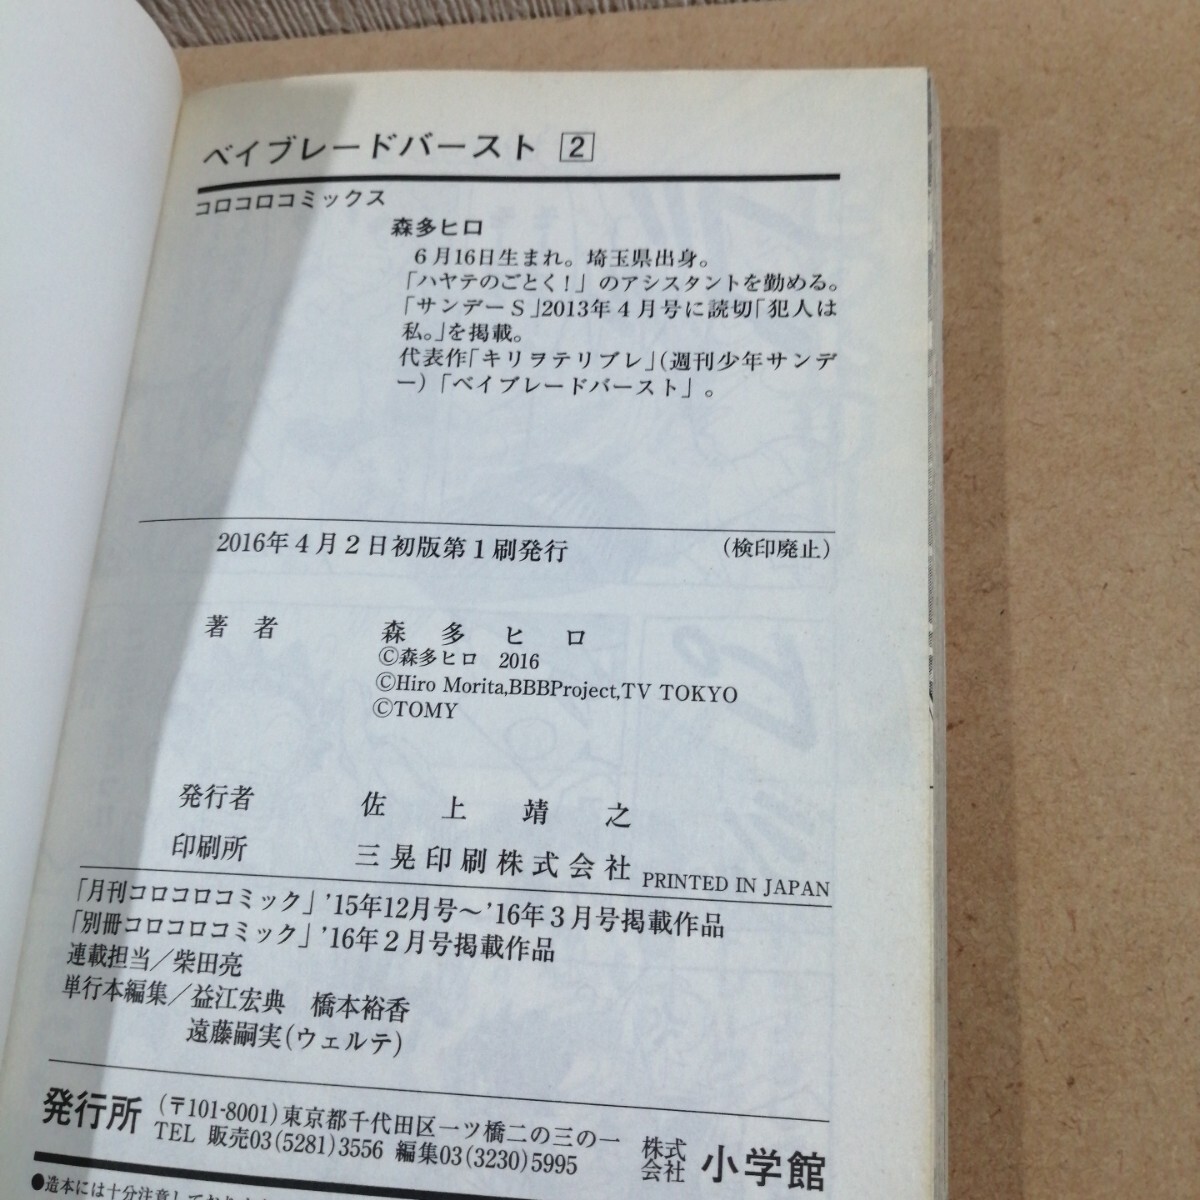 ベイブレードバースト 2
コロコロコミックス
森多ヒロ
6月16日生まれ。埼玉県出身。
「ハヤテのごとく!」のアシスタントを勤める。
「サンデーS」2013年4月号に読切「犯人は
私。」を掲載。
代表作「キリヲテリブレ」(週刊少年サンデ
ー)「ベイブレードバースト」。
2016年4月2日初版第1刷発行 (検印廃止)
著者 森多ヒロ
©森多ヒロ 2016
©Hiro Morita,BBBProject,TV TOKYO
©TOMY
発行者 佐上靖之
印刷所 三晃印刷株式会社 PRINTED IN JAPAN
「月刊コロコロコミック」'15年12月号〜'16年3月号掲載作品
「別冊コロコロコミック」'16年2月号掲載作品
連載担当/柴田亮
単行本編集/益江宏典 橋本裕香
遠藤嗣実(ウェルテ)
発行所 (〒101-8001)東京都千代田区一ツ橋二の三の一 株式会社 小学館
TEL 販売03(5281)3556 編集03(3230)5995
●造本には十分注意しており